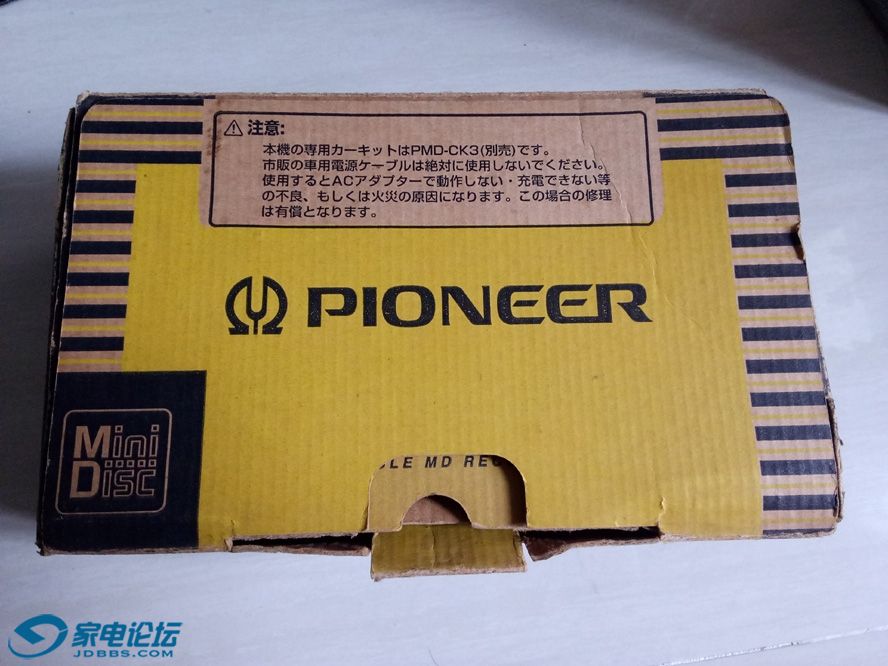 ⚠ 注意:
本機の専用カーキットはPMD-CK3(別売)です。
市販の車用電源ケーブルは絶対に使用しないでください。
使用するとACアダプターで動作しない・充電できない等
の不良、もしくは火災の原因になります。この場合の修理
は有償となります。
PIONEER
Mini
Disc
MD
家电论坛
JDBBS.COM